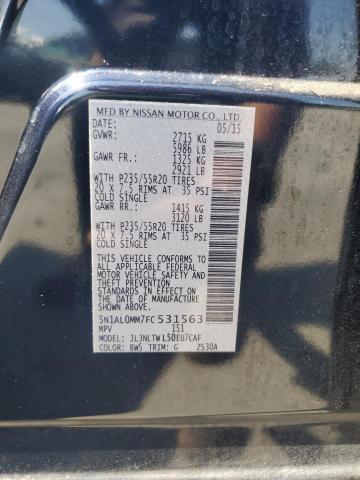 MFD BY NISSAN MOTOR CO., LTD.
DATE: 05/15
GVWR: 2715 KG
5986 LB
GAWR FR.: 1325 KG
2921 LB
WITH P235/55R20 TIRES
20 X 7.5 RIMS AT 35 PSI
COLD SINGLE
GAWR RR.: 1415 KG
3120 LB
WITH P235/55R20 TIRES
20 X 7.5 RIMS AT 35 PSI
COLD SINGLE
THIS VEHICLE CONFORMS TO
ALL APPLICABLE FEDERAL
MOTOR VEHICLE SAFETY,
BUMPER, AND THEFT
PREVENTION STANDARDS
IN EFFECT ON THE DATE OF
MANUFACTURE SHOWN
ABOVE.
5N1AL0MM7FC531563
MPV 151
MODEL: JLJNLTWL50EU7CAF
COLOR: BW5 TRIM: G ZS30A